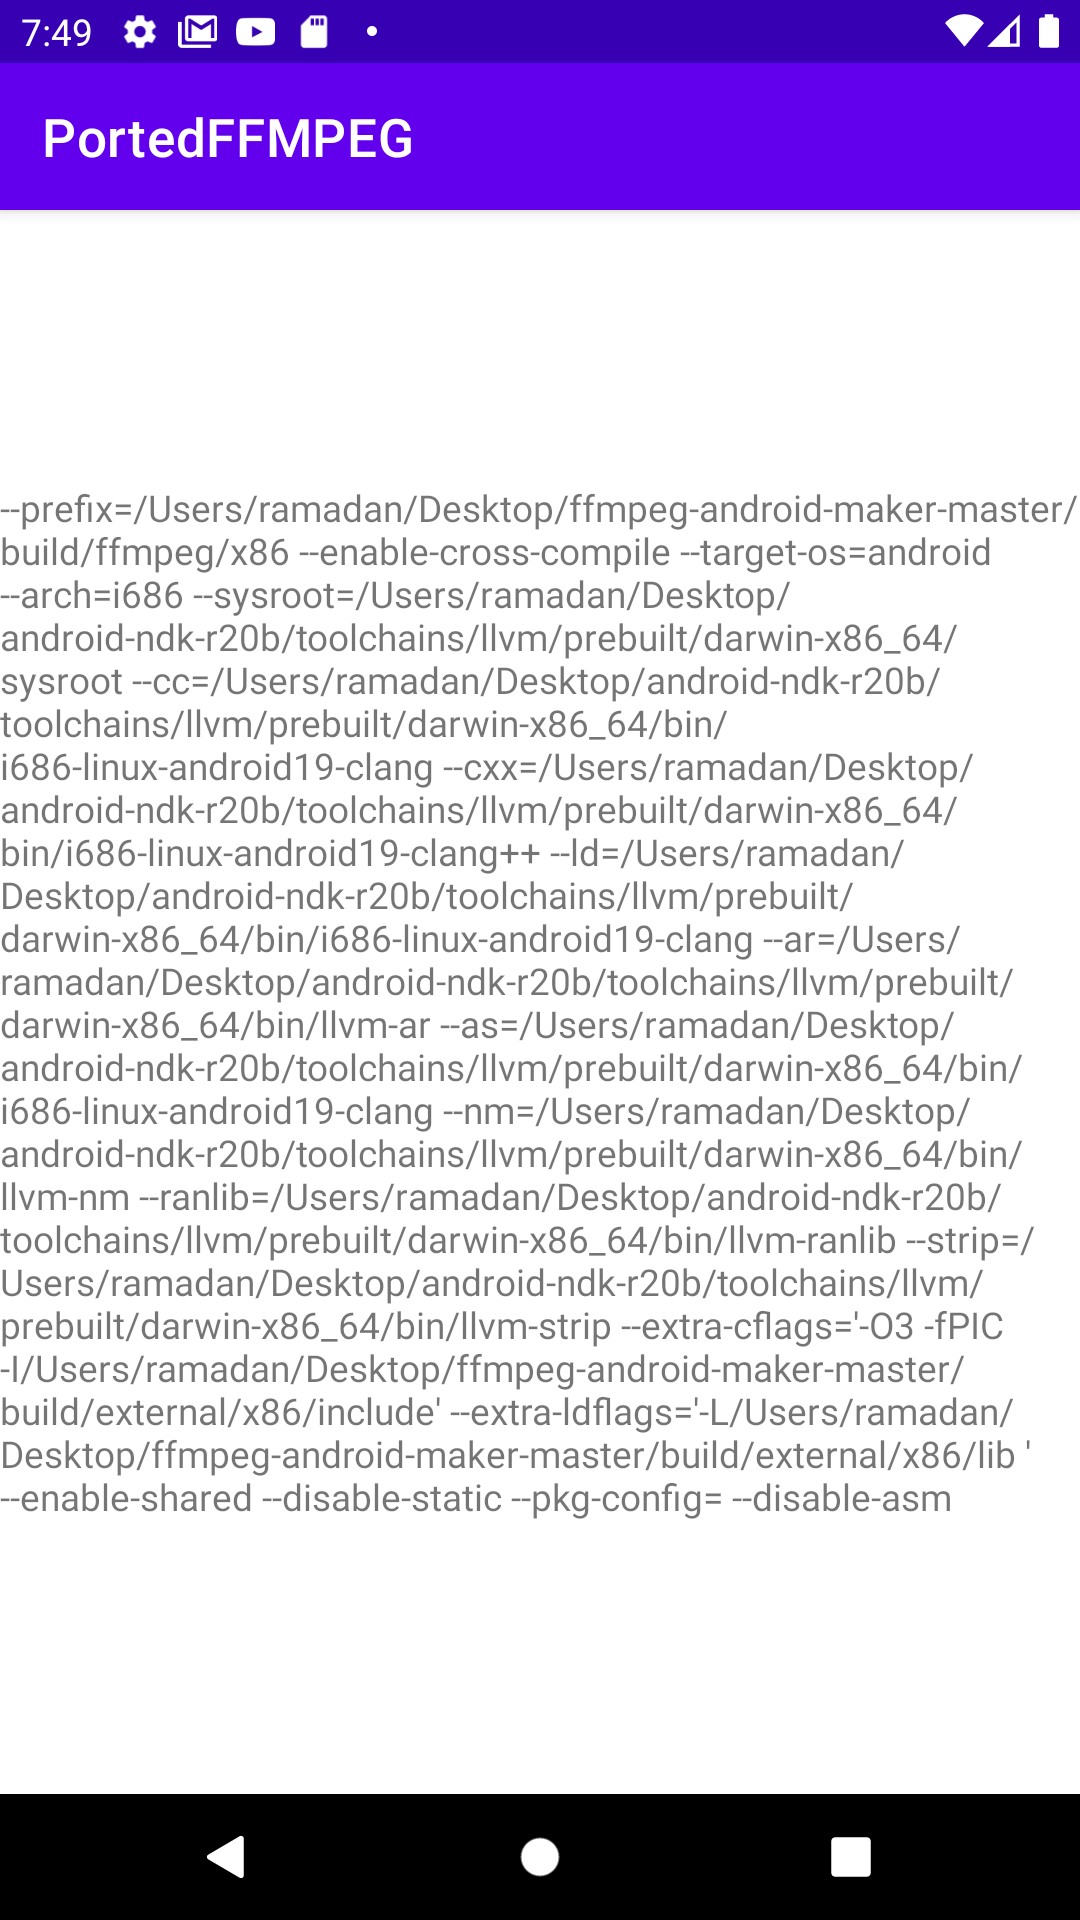 7:49
PortedFFMPEG
--prefix=/Users/ramadan/Desktop/ffmpeg-android-maker-master/
build/ffmpeg/x86 --enable-cross-compile --target-os=android
--arch=i686 --sysroot=/Users/ramadan/Desktop/
android-ndk-r20b/toolchains/llvm/prebuilt/darwin-x86_64/
sysroot --cc=/Users/ramadan/Desktop/android-ndk-r20b/
toolchains/llvm/prebuilt/darwin-x86_64/bin/
i686-linux-android19-clang --cxx=/Users/ramadan/Desktop/
android-ndk-r20b/toolchains/llvm/prebuilt/darwin-x86_64/
bin/i686-linux-android19-clang++ --ld=/Users/ramadan/
Desktop/android-ndk-r20b/toolchains/llvm/prebuilt/
darwin-x86_64/bin/i686-linux-android19-clang --ar=/Users/
ramadan/Desktop/android-ndk-r20b/toolchains/llvm/prebuilt/
darwin-x86_64/bin/llvm-ar --as=/Users/ramadan/Desktop/
android-ndk-r20b/toolchains/llvm/prebuilt/darwin-x86_64/bin/
i686-linux-android19-clang --nm=/Users/ramadan/Desktop/
android-ndk-r20b/toolchains/llvm/prebuilt/darwin-x86_64/bin/
llvm-nm --ranlib=/Users/ramadan/Desktop/android-ndk-r20b/
toolchains/llvm/prebuilt/darwin-x86_64/bin/llvm-ranlib --strip=/
Users/ramadan/Desktop/android-ndk-r20b/toolchains/llvm/
prebuilt/darwin-x86_64/bin/llvm-strip --extra-cflags='-O3 -fPIC
-I/Users/ramadan/Desktop/ffmpeg-android-maker-master/
build/external/x86/include' --extra-ldflags='-L/Users/ramadan/
Desktop/ffmpeg-android-maker-master/build/external/x86/lib '
--enable-shared --disable-static --pkg-config= --disable-asm